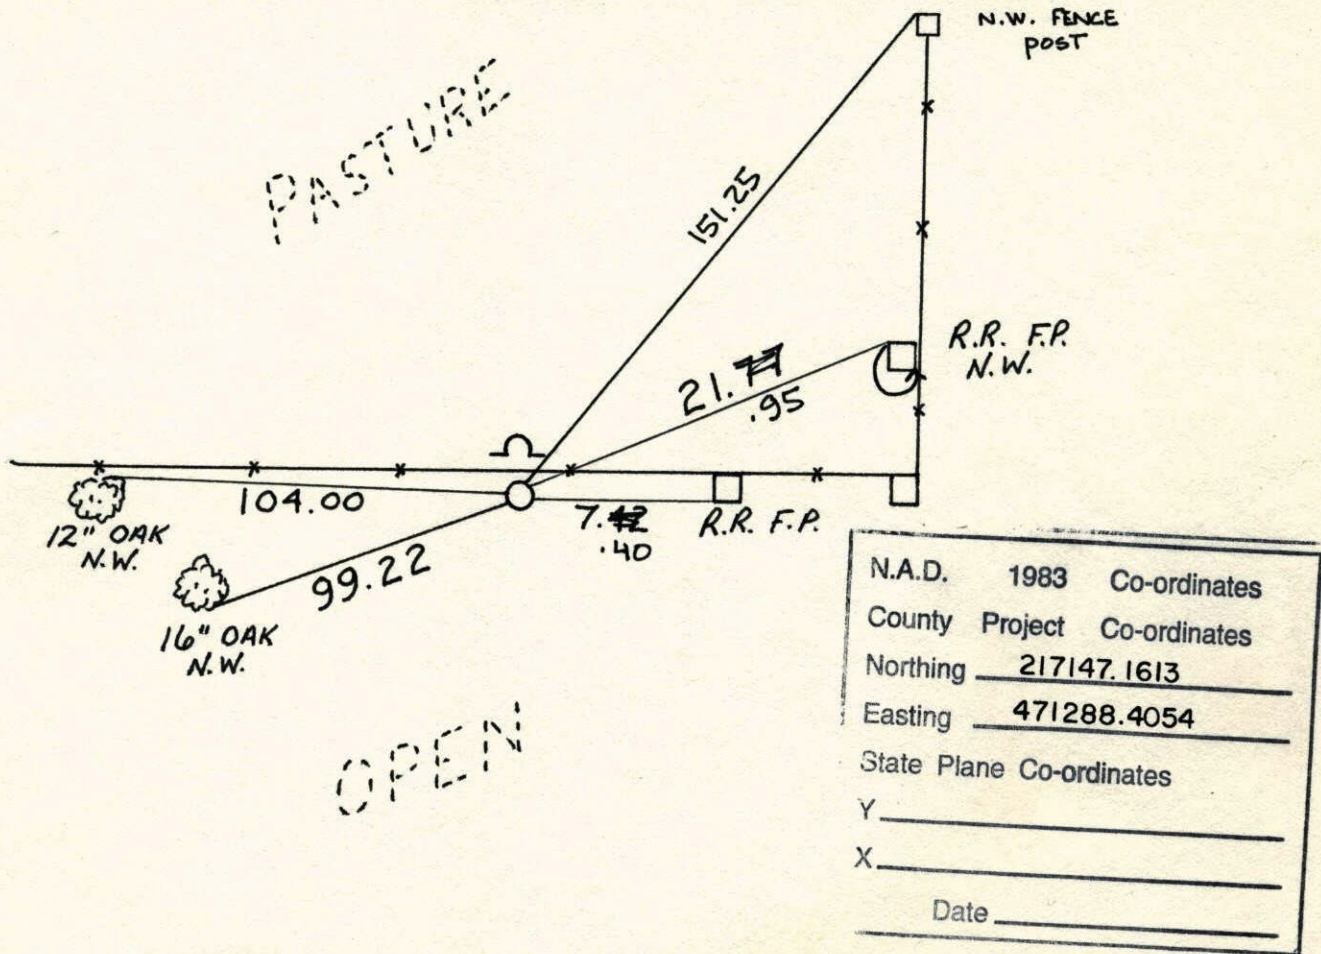 N.W. FENCE
POST
PASTURE
151.25
R.R. F.P.
N.W.
21.77
.95
104.00
7.42
.40
R.R. F.P.
12" OAK
N.W.
99.22
16" OAK
N.W.
OPEN
N.A.D. 1983 Co-ordinates
County Project Co-ordinates
Northing 217147.1613
Easting 471288.4054
State Plane Co-ordinates
Y
X
Date